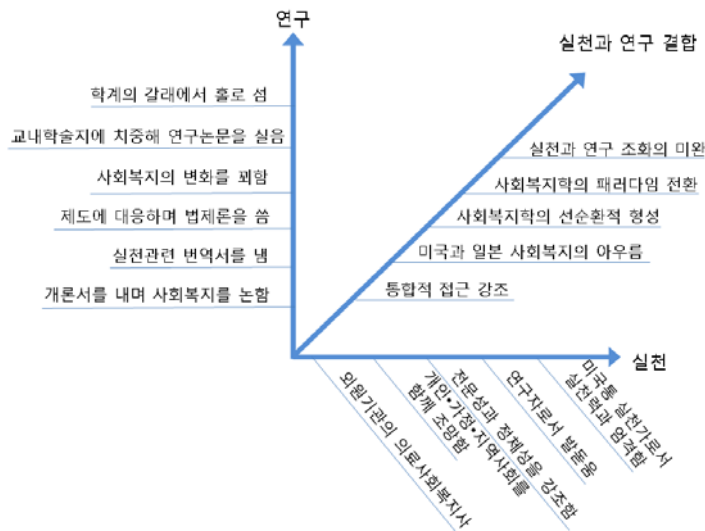 연구
실천과 연구 결합
학계의 갈래에서 홀로 섬
교내학술지에 치중해 연구논문을 실음
사회복지의 변화를 꾀함
제도에 대응하며 법제론을 씀
실천관련 번역서를 냄
개론서를 내며 사회복지를 논함
실천과 연구 조화의 미완
사회복지학의 패러다임 전환
사회복지학의 선순환적 형성
미국과 일본 사회복지의 아우름
통합적 접근 강조
실천
외원기관의 의료사회복지사
개인•가정•지역사회를
함께 조망함
전문성과 정체성을 강조함
연구자로서 발돋움
미국통 실천가로서
실천력과 엄격함